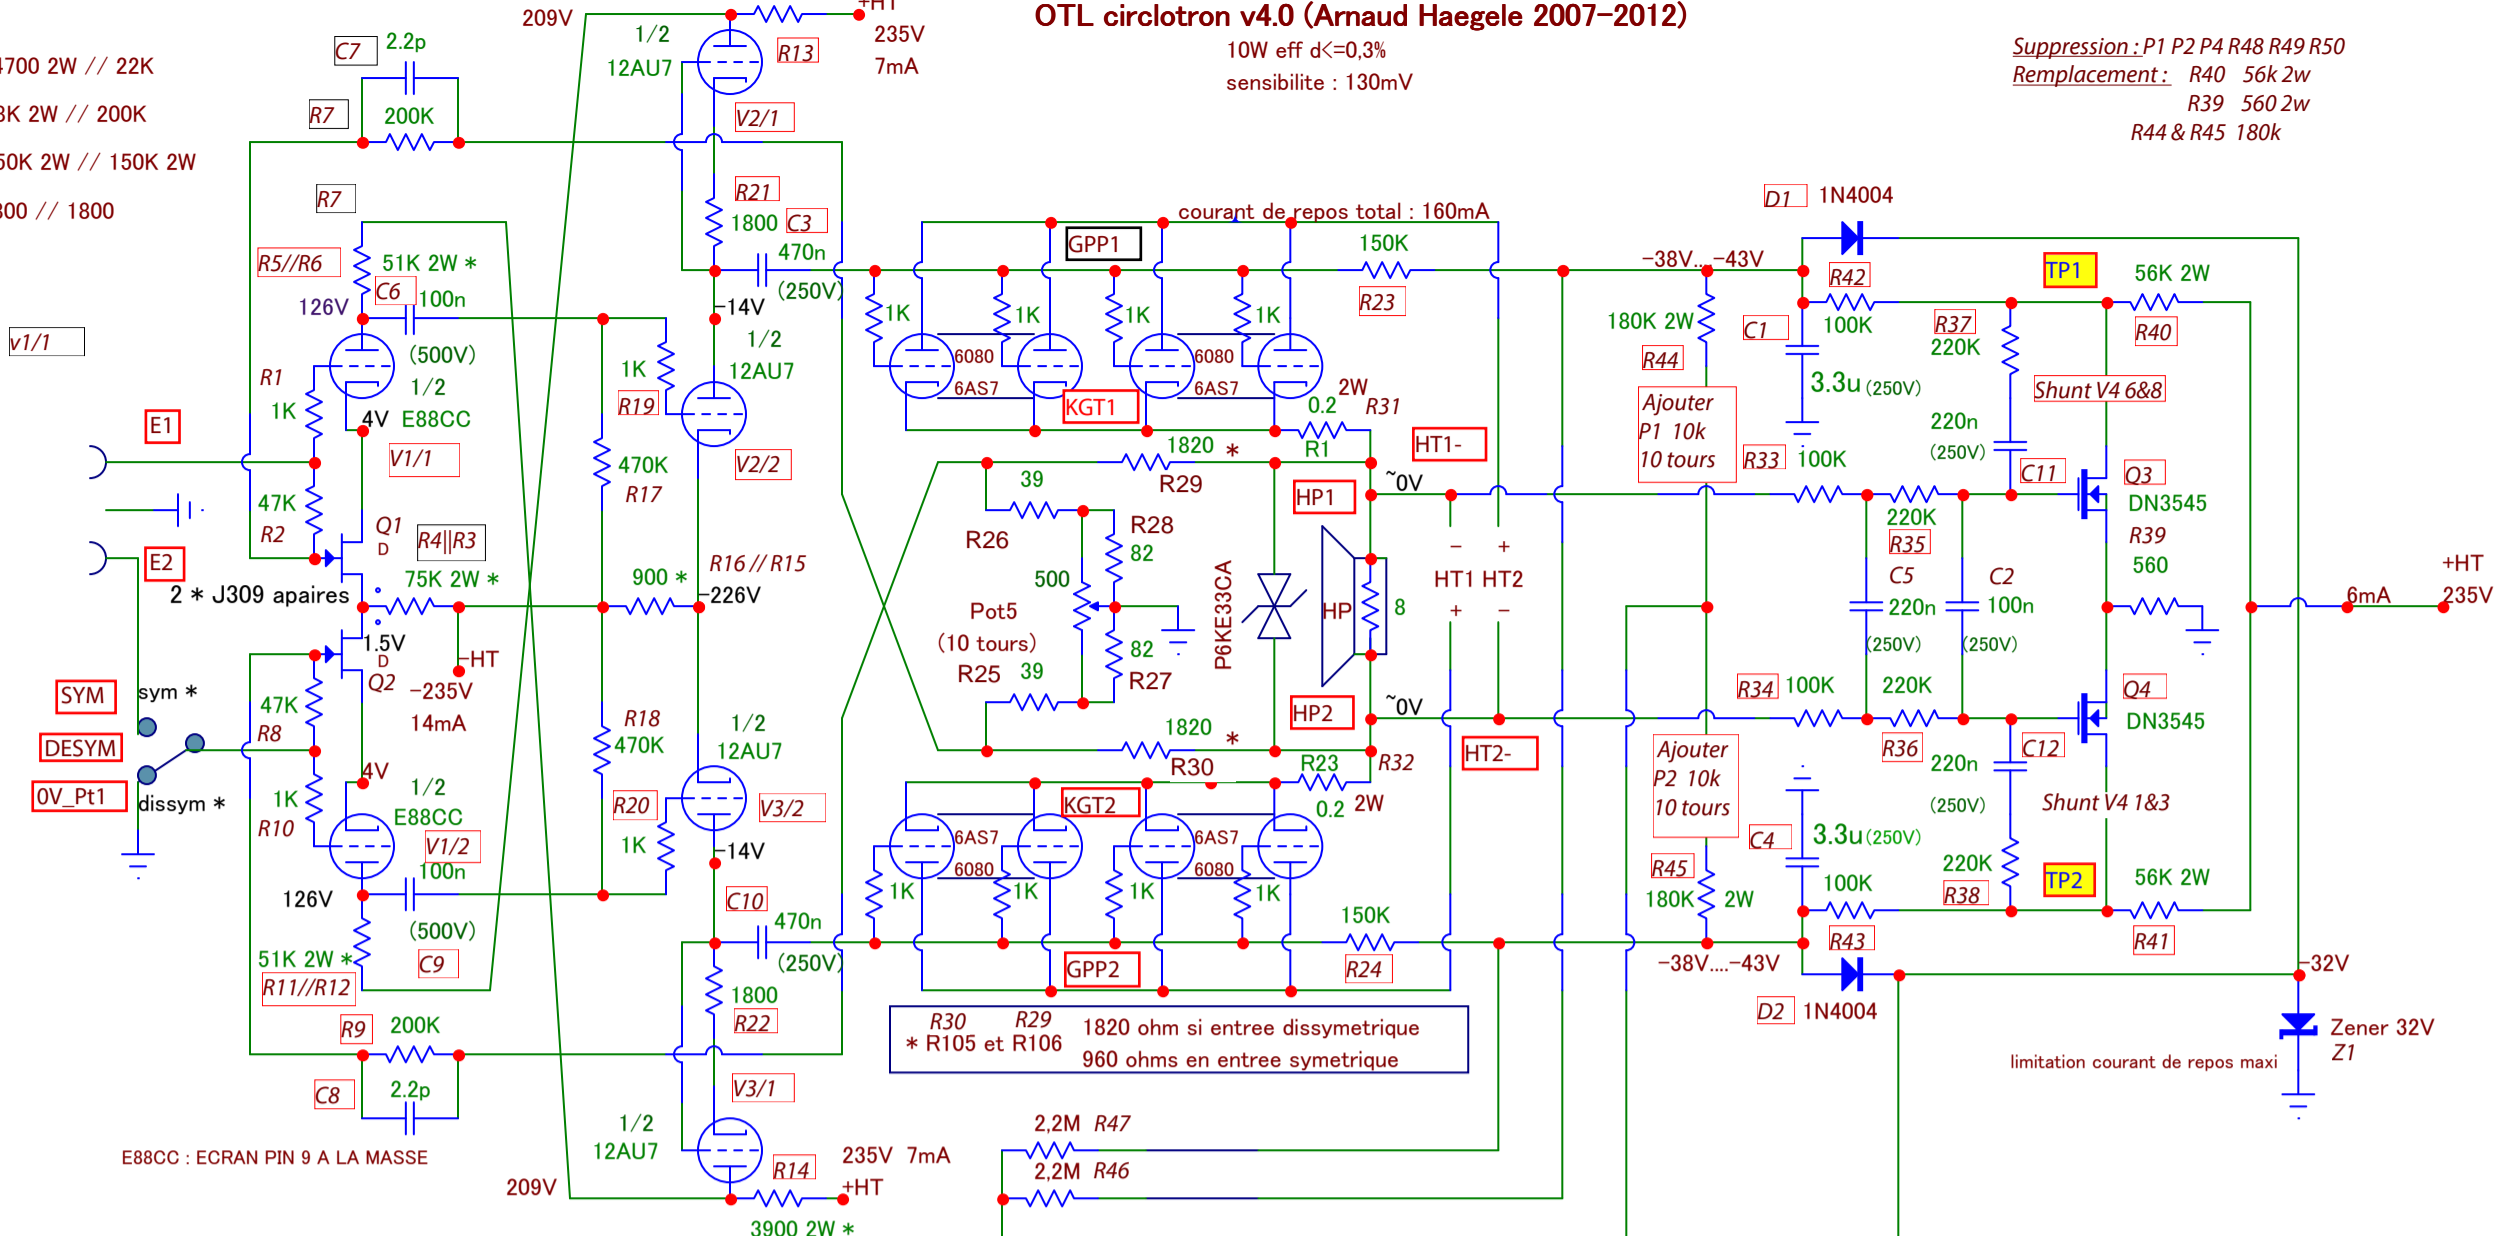 OTL circlotron v4.0 (Arnaud Haegele 2007-2012)
10W eff d<=0,3%
sensibilite : 130mV
Suppression : P1 P2 P4 R48 R49 R50
Remplacement : R40 56k 2w
R39 560 2w
R44 & R45 180k
4700 2W // 22K
3K 2W // 200K
50K 2W // 150K 2W
300 // 1800
v1/1
C7 2.2p
R7 200K
R7
R5//R6 51K 2W *
126V C6 100n
(500V)
1/2
E88CC
4V
V1/1
R1
1K
47K
R2
E1
E2
Q1
D
R4||R3
75K 2W *
2 * J309 apaires
1.5V
D
Q2
-HT
-235V
14mA
SYM sym *
DESYM
0V_Pt1 dissym *
47K
R8
1K
R10
4V
1/2
E88CC
V1/2
100n
126V
(500V)
C9
51K 2W *
R11//R12
R9 200K
C8 2.2p
E88CC : ECRAN PIN 9 A LA MASSE
209V
1/2
12AU7
+HT
235V
7mA
R13
V2/1
R21
1800
C3
470n
(250V)
-14V
1/2
12AU7
1K
R19
V2/2
470K
R17
R16 // R15
900 *
-226V
R18
470K
1/2
12AU7
R20
1K
V3/2
-14V
C10
470n
(250V)
1800
R22
V3/1
1/2
12AU7
209V
R14
235V 7mA
+HT
3900 2W *
courant de repos total : 160mA
GPP1
150K
R23
1K 1K 1K 1K
6080 6080
6AS7 6AS7
KGT1
2W
0.2 R31
R1
1820 *
R29
HT1-
HP1
~0V
39
R26
R28
82
500
Pot5
(10 tours)
R25 39
82
R27
P6KE33CA
HP
8
- +
HT1 HT2
+ -
HP2
~0V
HT2-
1820 *
R30
R23 R32
0.2 2W
KGT2
6AS7 6AS7
6080 6080
1K 1K 1K 1K
GPP2
150K
R24
R30 R29 1820 ohm si entree dissymetrique
* R105 et R106
960 ohms en entree symetrique
2,2M R47
2,2M R46
D1 1N4004
-38V....-43V
R42
100K
TP1
56K 2W
R40
180K 2W
R44
C1
3.3u (250V)
R37
220K
Shunt V4 6&8
Ajouter
P1 10k
10 tours
R33 100K
220n
(250V)
C11
Q3
DN3545
R39
560
220K
R35
C5
220n
(250V)
C2
100n
(250V)
6mA
+HT
235V
R34 100K 220K
R36
Q4
DN3545
C12
220n
(250V)
Shunt V4 1&3
Ajouter
P2 10k
10 tours
C4
3.3u (250V)
R45
180K 2W
220K
R38
TP2
56K 2W
R41
100K
R43
-38V....-43V
D2 1N4004
-32V
Zener 32V
Z1
limitation courant de repos maxi